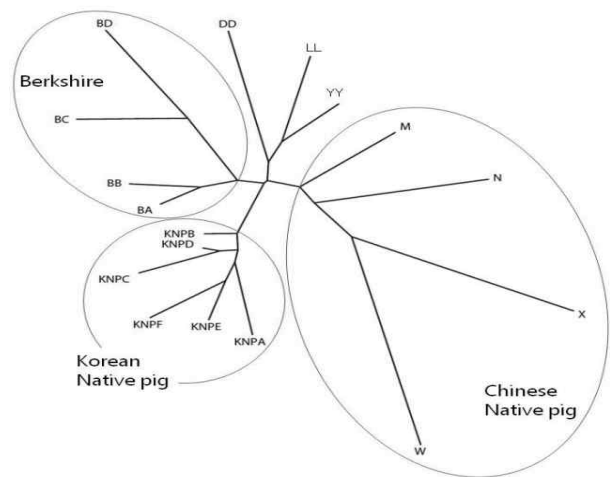 BD
DD
LL
YY
Berkshire
BC
M
N
BB
BA
KNPB
KNPD
KNPC
KNPF
KNPE
KNPA
X
Korean
Native pig
Chinese
Native pig
W